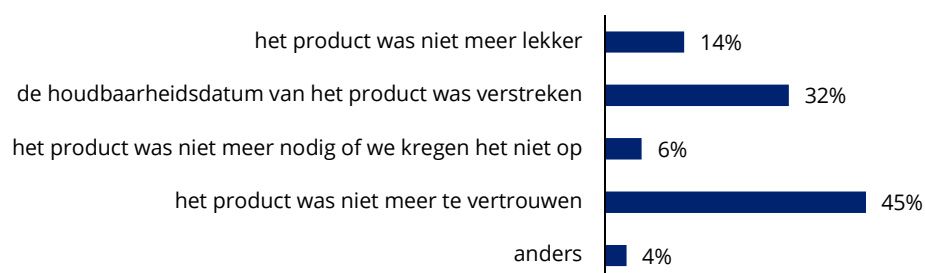 het product was niet meer lekker 14%
de houdbaarheidsdatum van het product was verstreken 32%
het product was niet meer nodig of we kregen het niet op 6%
het product was niet meer te vertrouwen 45%
anders 4%